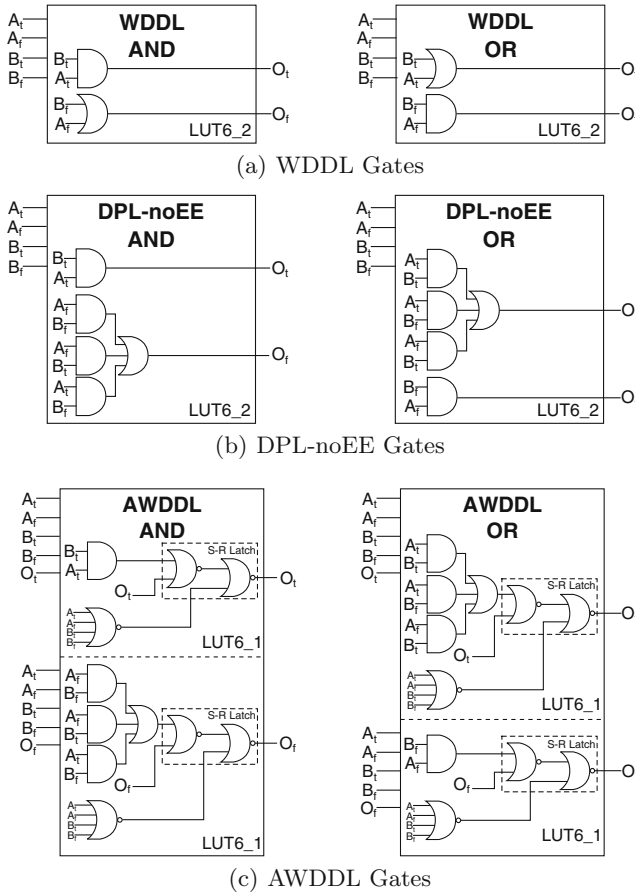 At
Af
Bt
Bf
WDDL
AND
Bt
At
Bf
Af
Ot
Of
LUT6_2
At
Af
Bt
Bf
WDDL
OR
Bt
At
Bf
Af
O
O
LUT6_2
(a) WDDL Gates
At
Af
Bt
Bf
DPL-noEE
AND
Bt
At
Af
Bf
Af
Bt
At
Bf
Ot
Of
LUT6_2
At
Af
Bt
Bf
DPL-noEE
OR
At
Bt
At
Bf
Af
Bt
Bf
Af
O
O
LUT6_2
(b) DPL-noEE Gates
At
Af
Bt
Bf
Ot
AWDDL
AND
Bt
At
Ot
S-R Latch
Ot
LUT6_1
At
Af
Bt
Bf
Of
Af
Bf
Af
Bt
At
Bf
Of
S-R Latch
Of
LUT6_1
At
Af
Bt
Bf
Ot
AWDDL
OR
At
Bt
At
Bf
Af
Bt
Ot
S-R Latch
O
LUT6_1
At
Af
Bt
Bf
Of
Bf
Af
Of
S-R Latch
O
LUT6_1
(c) AWDDL Gates